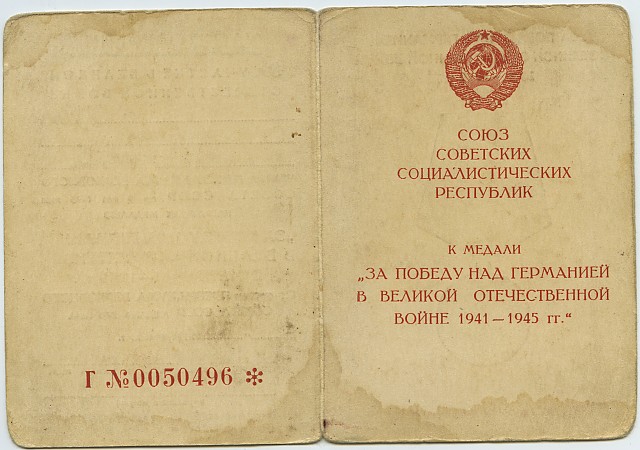 Г №0050496 *
СОЮЗ
СОВЕТСКИХ
СОЦИАЛИСТИЧЕСКИХ
РЕСПУБЛИК
К МЕДАЛИ
„ЗА ПОБЕДУ НАД ГЕРМАНИЕЙ
В ВЕЛИКОЙ ОТЕЧЕСТВЕННОЙ
ВОЙНЕ 1941—1945 гг.“